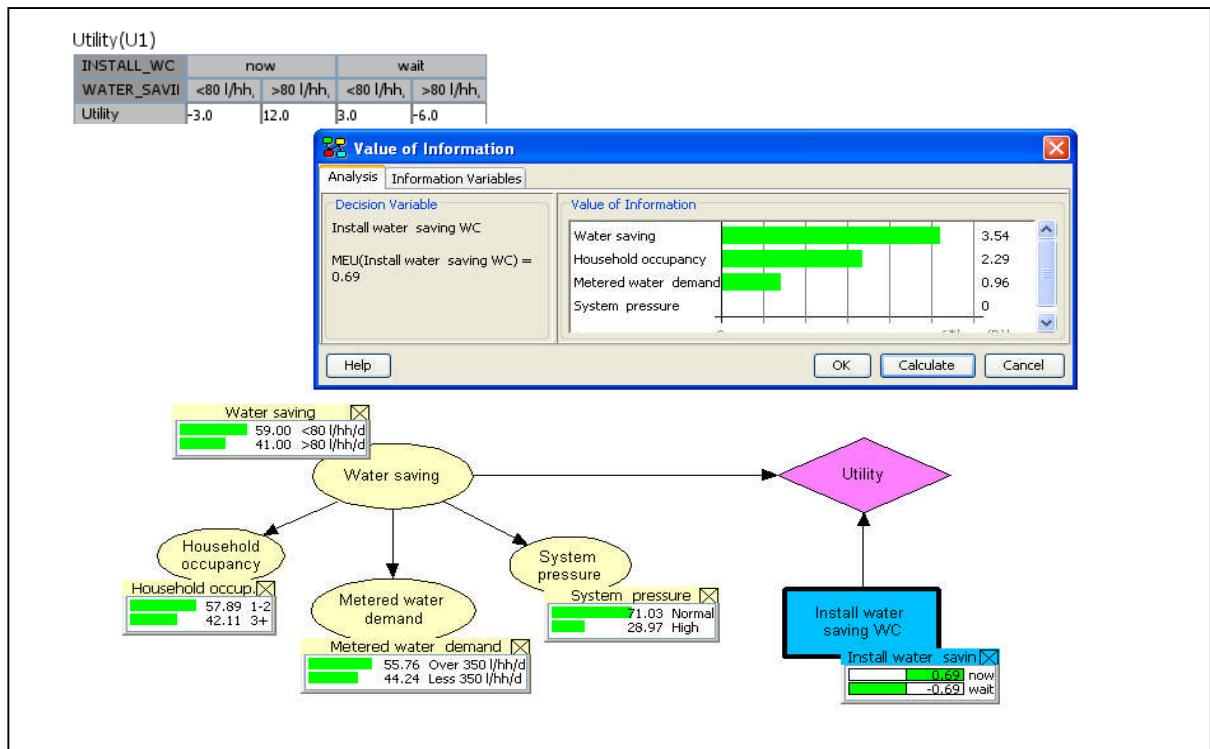 Utility(U1)
INSTALL_WC now wait
WATER_SAVII <80 l/hh, >80 l/hh, <80 l/hh, >80 l/hh,
Utility -3.0 12.0 3.0 -6.0
Value of Information
Analysis Information Variables
Decision Variable
Install water saving WC
MEU(Install water saving WC) =
0.69
Value of Information
Water saving 3.54
Household occupancy 2.29
Metered water demand 0.96
System pressure 0
Help OK Calculate Cancel
Water saving
59.00 <80 l/hh/d
41.00 >80 l/hh/d
Water saving
Utility
Household
occupancy
Household occup.
57.89 1-2
42.11 3+
Metered water
demand
Metered water demand
55.76 Over 350 l/hh/d
44.24 Less 350 l/hh/d
System
pressure
System pressure
71.03 Normal
28.97 High
Install water
saving WC
Install water savin
0.69 now
-0.69 wait